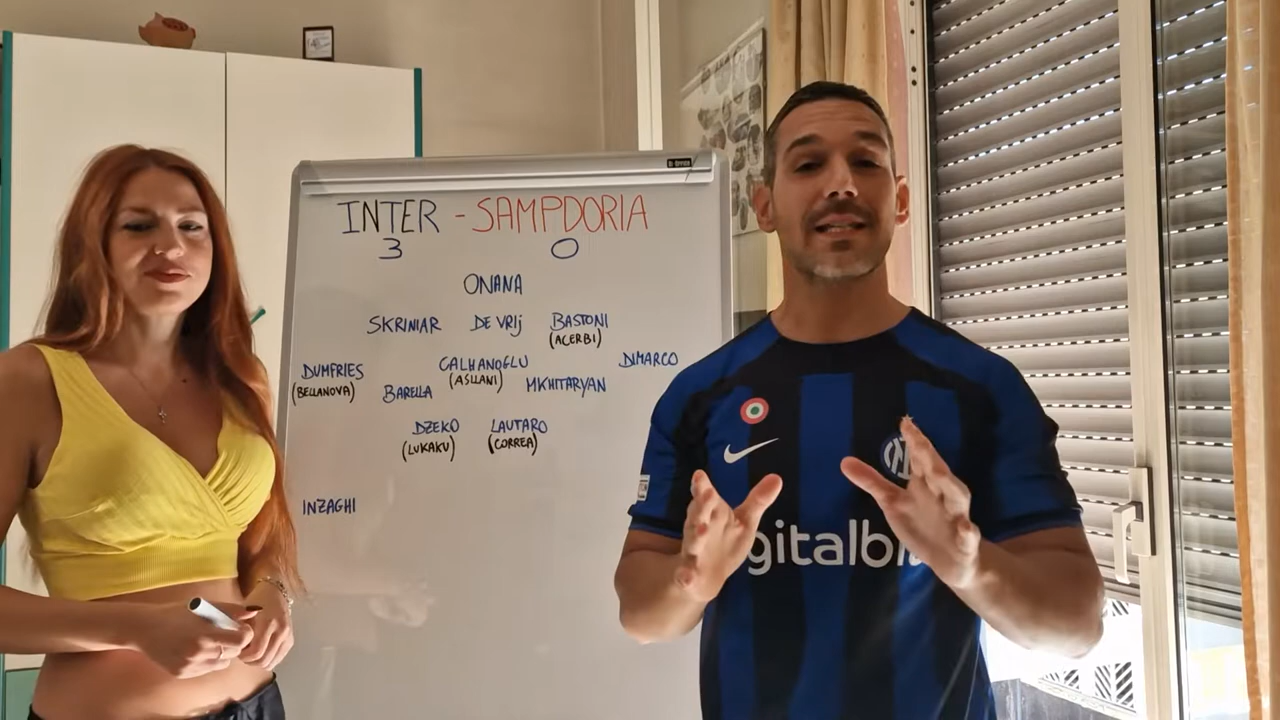 INTER - SAMPDORIA
3 0
ONANA
SKRINIAR DE VRIJ BASTONI
(ACERBI)
DUMFRIES CALHANOGLU DIMARCO
(BELLANOVA) BARELLA (ASLLANI) MKHITARYAN
DZEKO LAUTARO
(LUKAKU) (CORREA)
INZAGHI
gitalbi